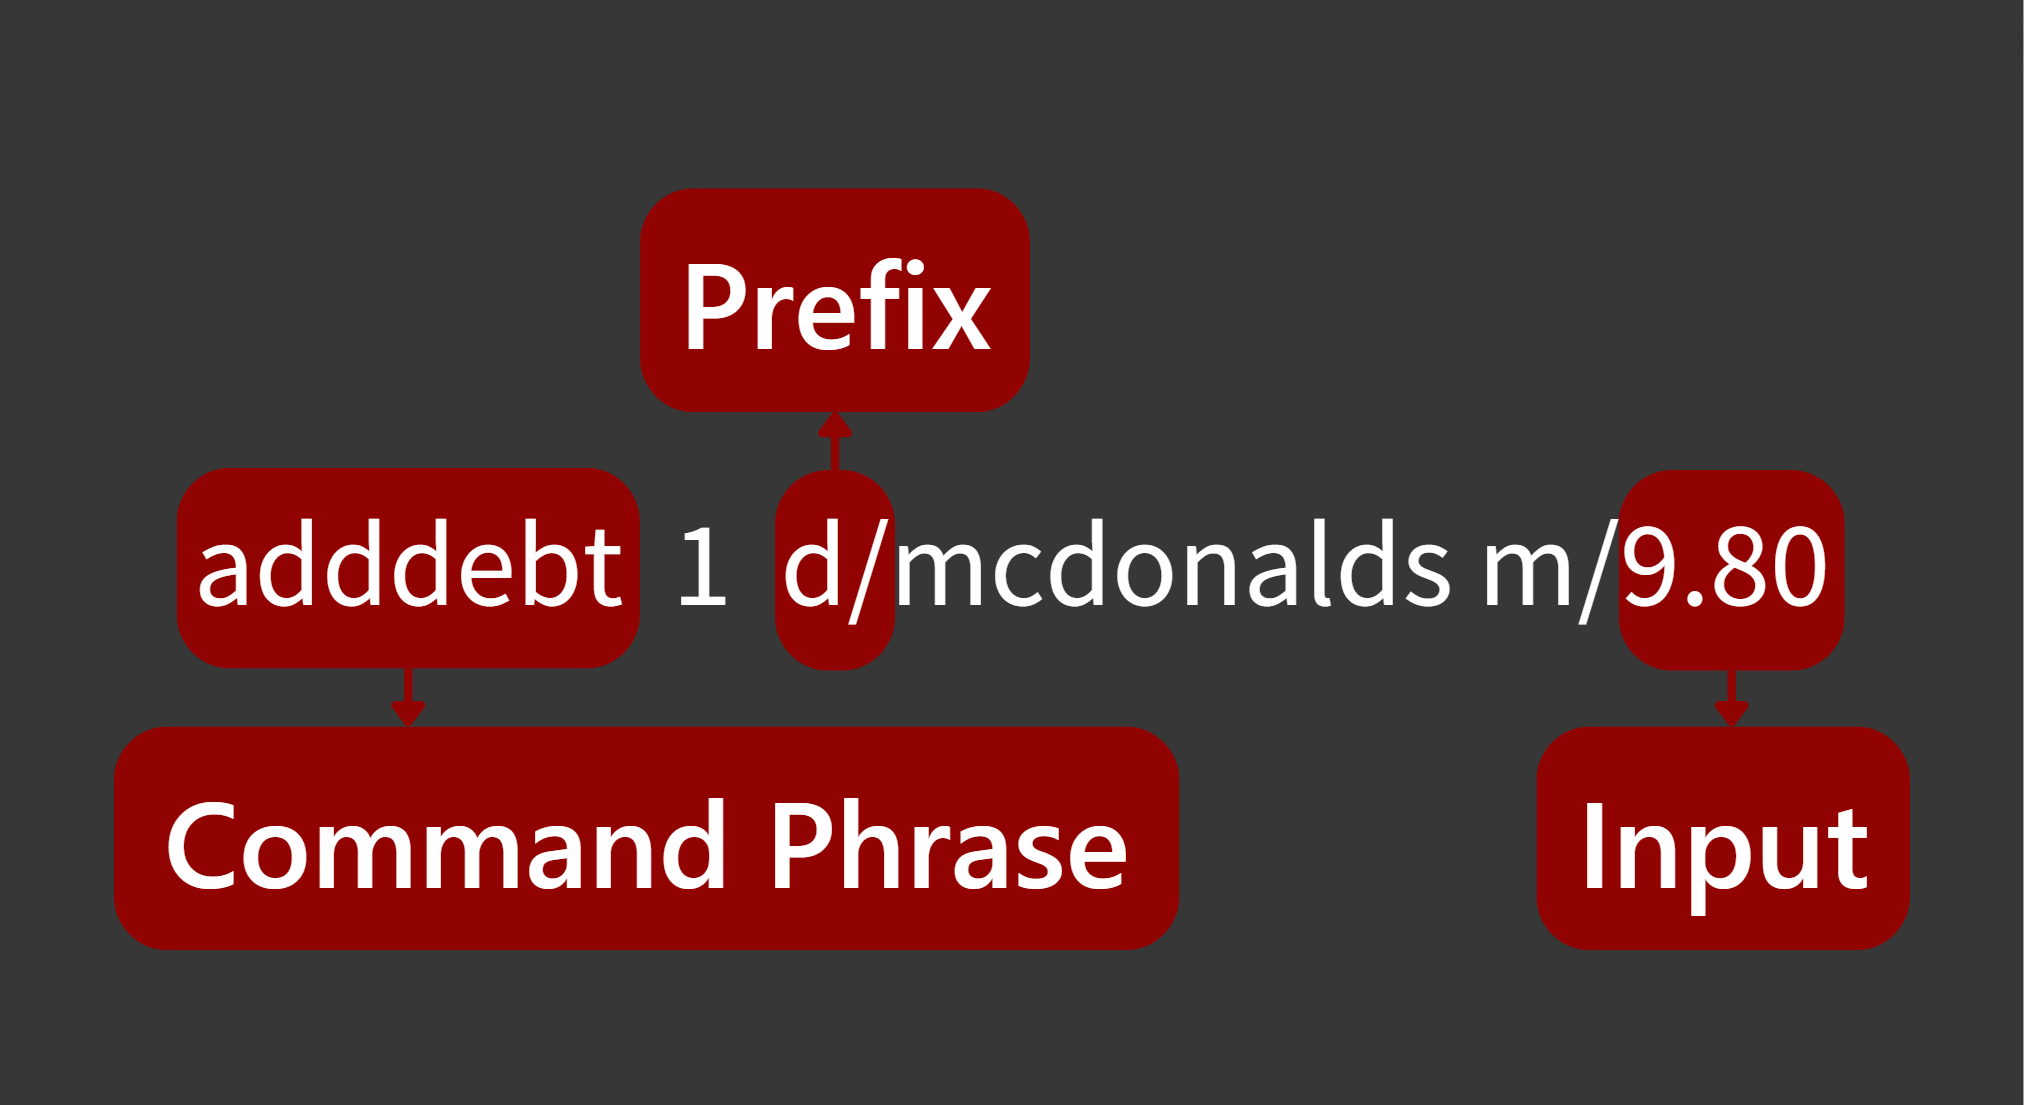 Prefix
adddebt 1 d/mcdonalds m/9.80
Command Phrase
Input